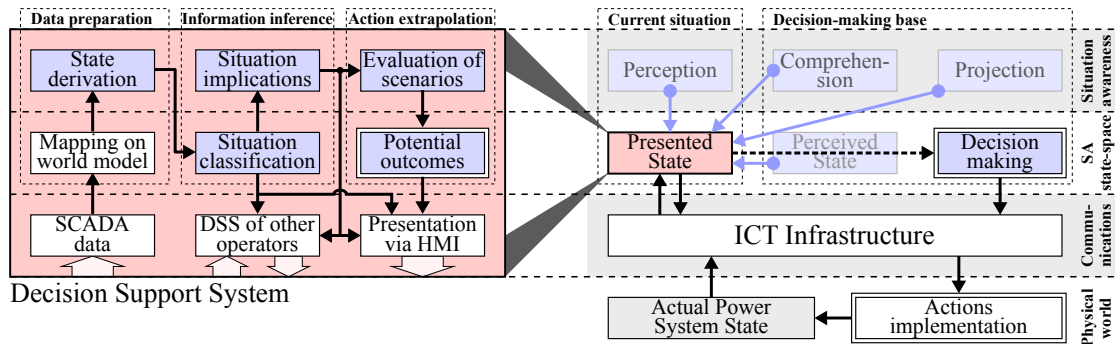 Data preparation
Information inference
Action extrapolation
Current situation
Decision-making base
State
derivation
Situation
implications
Evaluation of
scenarios
Perception
Comprehen-
sion
Projection
Situation
awareness
Mapping on
world model
Situation
classification
Potential
outcomes
Presented
State
Perceived
State
Decision
making
SA
state-space
SCADA
data
DSS of other
operators
Presentation
via HMI
ICT Infrastructure
Commu-
nications
Decision Support System
Actual Power
System State
Actions
implementation
Physical
world